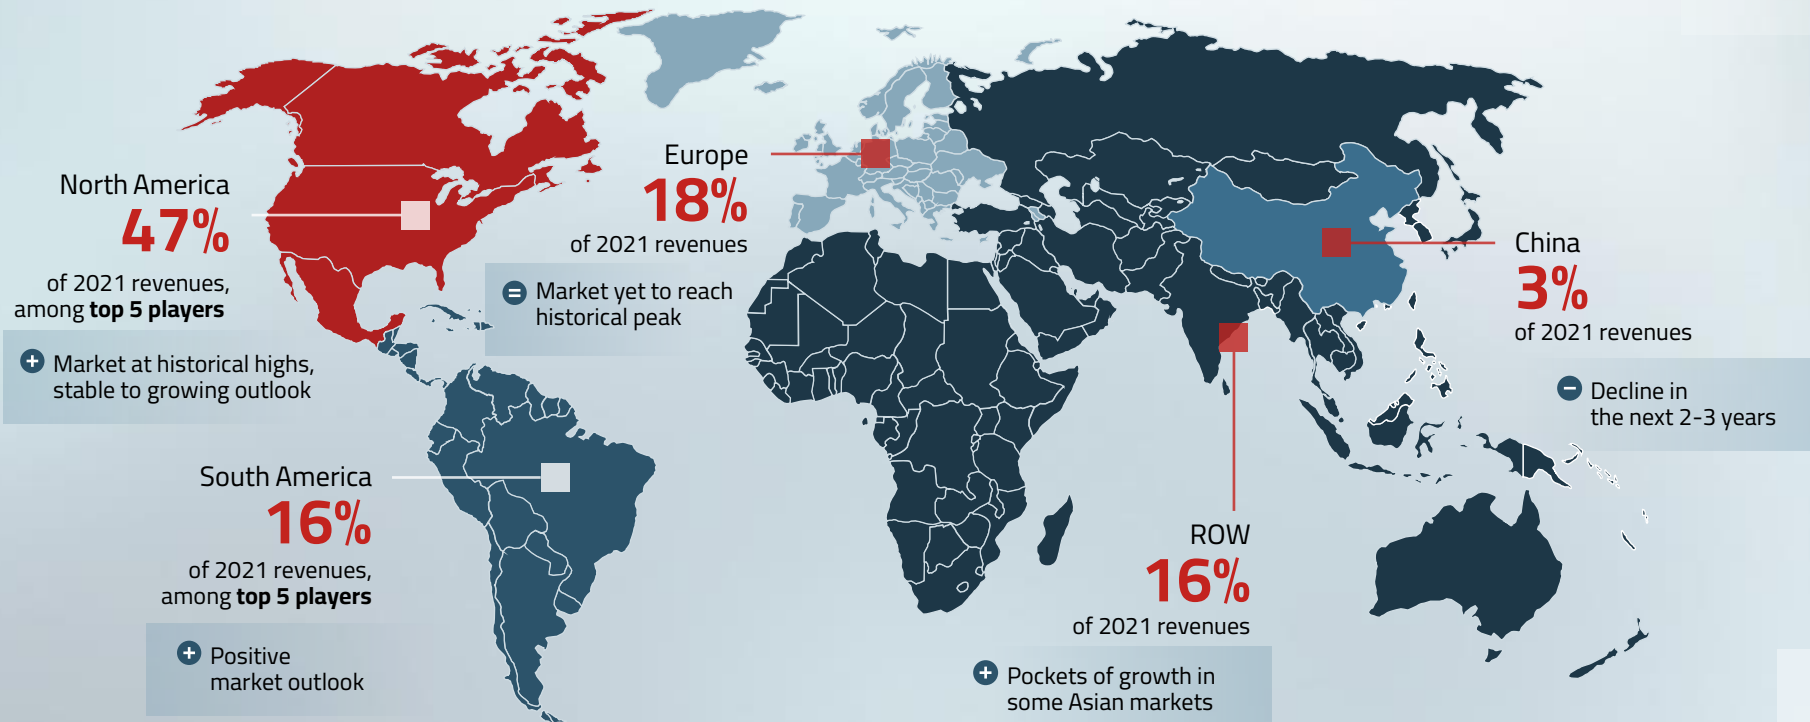 North America
47%
of 2021 revenues,
among top 5 players
+ Market at historical highs,
stable to growing outlook
Europe
18%
of 2021 revenues
= Market yet to reach
historical peak
China
3%
of 2021 revenues
− Decline in
the next 2-3 years
South America
16%
of 2021 revenues,
among top 5 players
+ Positive
market outlook
ROW
16%
of 2021 revenues
+ Pockets of growth in
some Asian markets